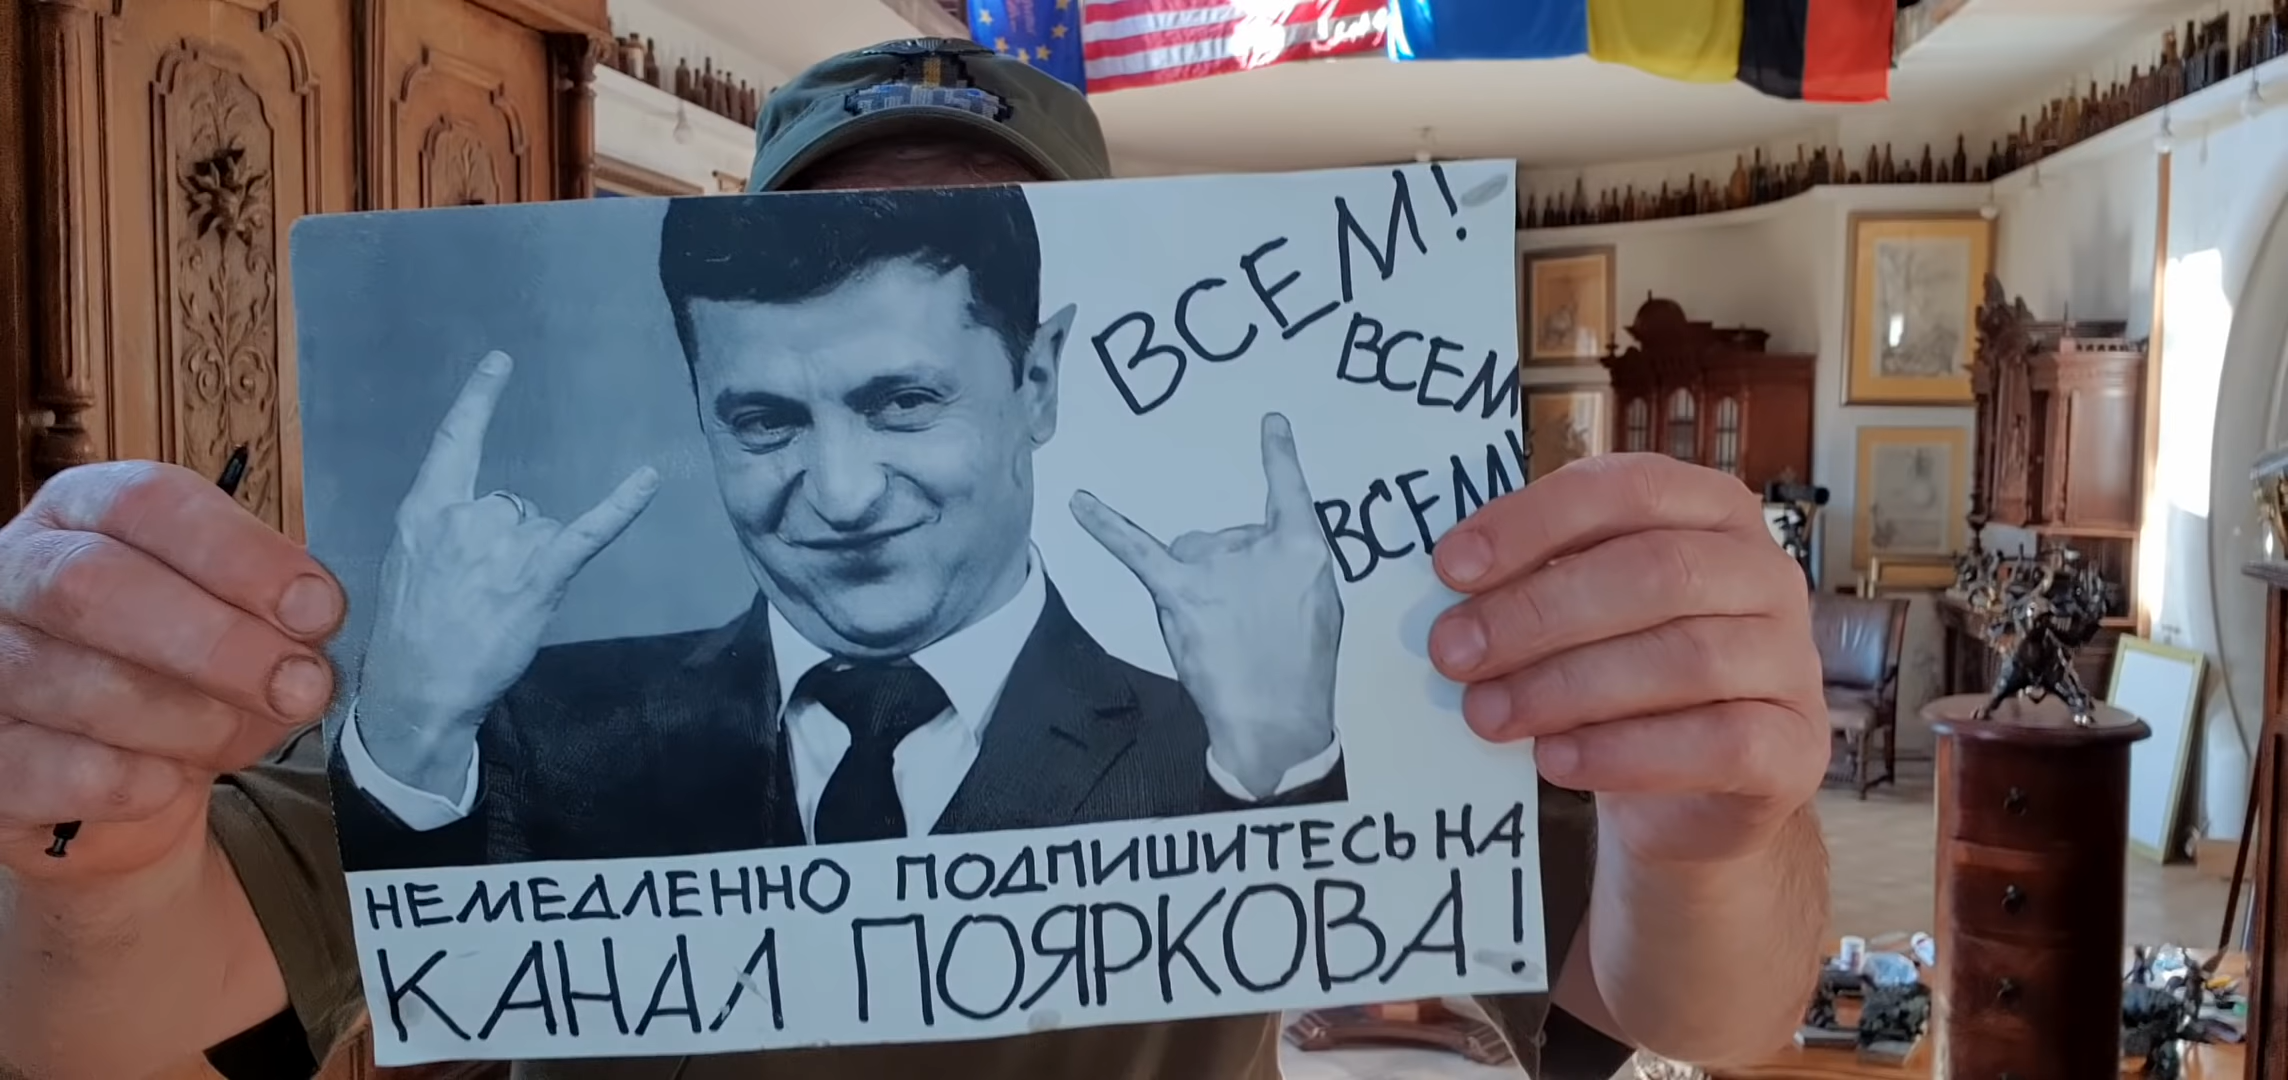 ВСЕМ!
ВСЕМ
ВСЕМ!
НЕМЕДЛЕННО ПОДПИШИТЕСЬ НА
КАНАЛ ПОЯРКОВА!